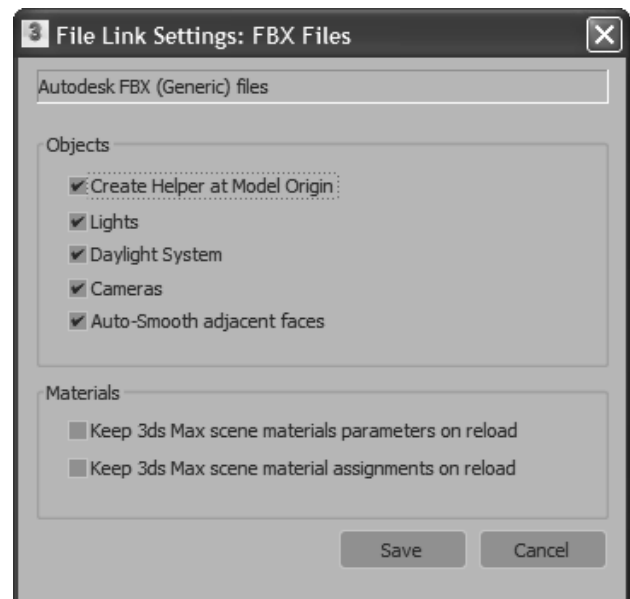 3 File Link Settings: FBX Files
Autodesk FBX (Generic) files
Objects
Create Helper at Model Origin
Lights
Daylight System
Cameras
Auto-Smooth adjacent faces
Materials
Keep 3ds Max scene materials parameters on reload
Keep 3ds Max scene material assignments on reload
Save Cancel